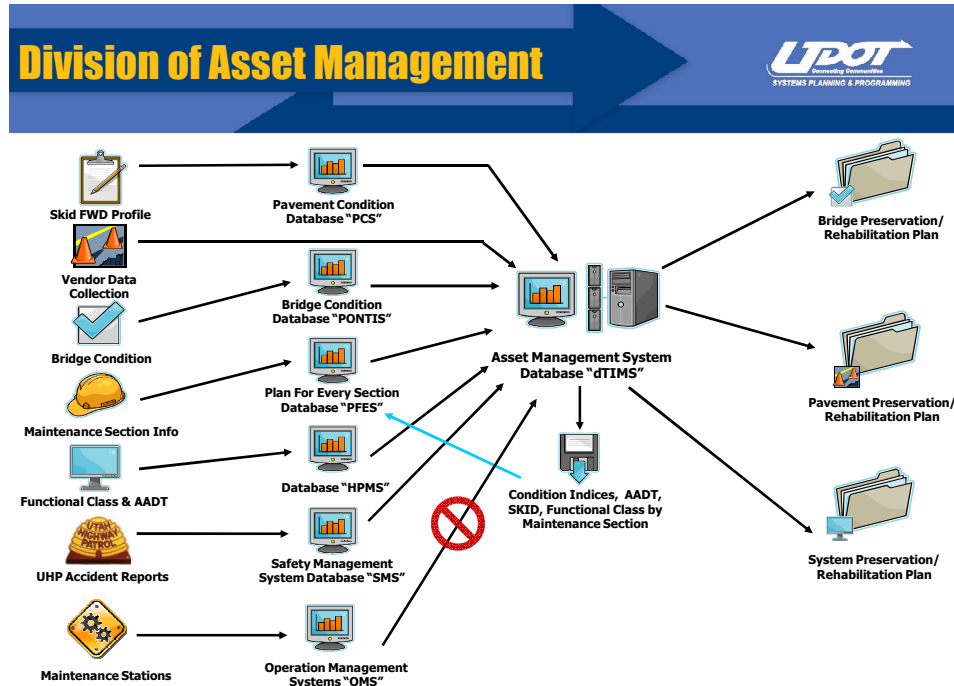 Division of Asset Management
UDOT
Connecting Communities
SYSTEMS PLANNING & PROGRAMMING
Skid FWD Profile
Pavement Condition
Database “PCS”
Bridge Preservation/
Rehabilitation Plan
Vendor Data
Collection
Bridge Condition
Database “PONTIS”
Bridge Condition
Asset Management System
Database “dTIMS”
Plan For Every Section
Database “PFES”
Pavement Preservation/
Rehabilitation Plan
Maintenance Section Info
Database “HPMS”
Functional Class & AADT
Condition Indices, AADT,
SKID, Functional Class by
Maintenance Section
UTAH
HIGHWAY
PATROL
UHP Accident Reports
Safety Management
System Database “SMS”
System Preservation/
Rehabilitation Plan
Maintenance Stations
Operation Management
Systems “OMS”